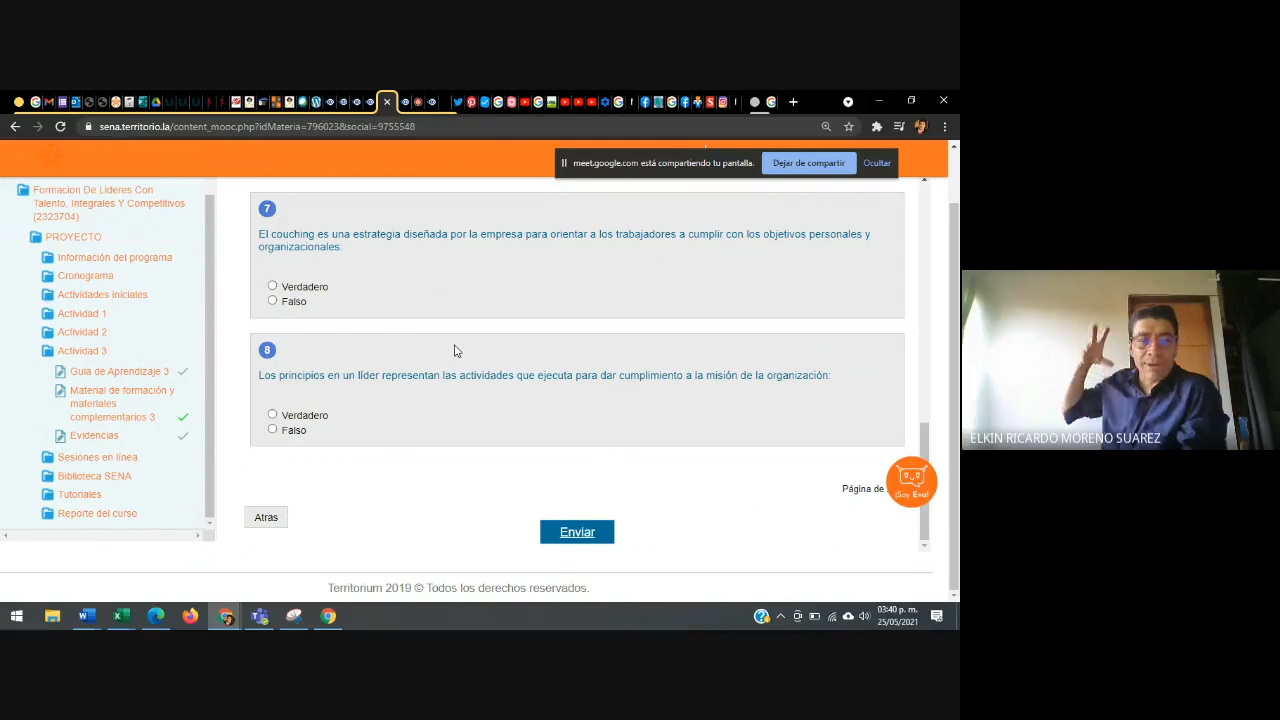 sena.territorio.la/content_mooc.php?idMateria=796023&social=9755548
meet.google.com está compartiendo tu pantalla.
Dejar de compartir
Ocultar
Formacion De Lideres Con
Talento, Integrales Y Competitivos
(2323704)
PROYECTO
Información del programa
Cronograma
Actividades iniciales
Actividad 1
Actividad 2
Actividad 3
Guía de Aprendizaje 3
Material de formación y
materiales
complementarios 3
Evidencias
Sesiones en línea
Biblioteca SENA
Tutoriales
Reporte del curso
7
El couching es una estrategia diseñada por la empresa para orientar a los trabajadores a cumplir con los objetivos personales y
organizacionales:
Verdadero
Falso
8
Los principios en un líder representan las actividades que ejecuta para dar cumplimiento a la misión de la organización:
Verdadero
Falso
Página de
¡Soy Eva!
Atras
Enviar
Territorium 2019 © Todos los derechos reservados.
03:40 p. m.
25/05/2021
ELKIN RICARDO MORENO SUAREZ